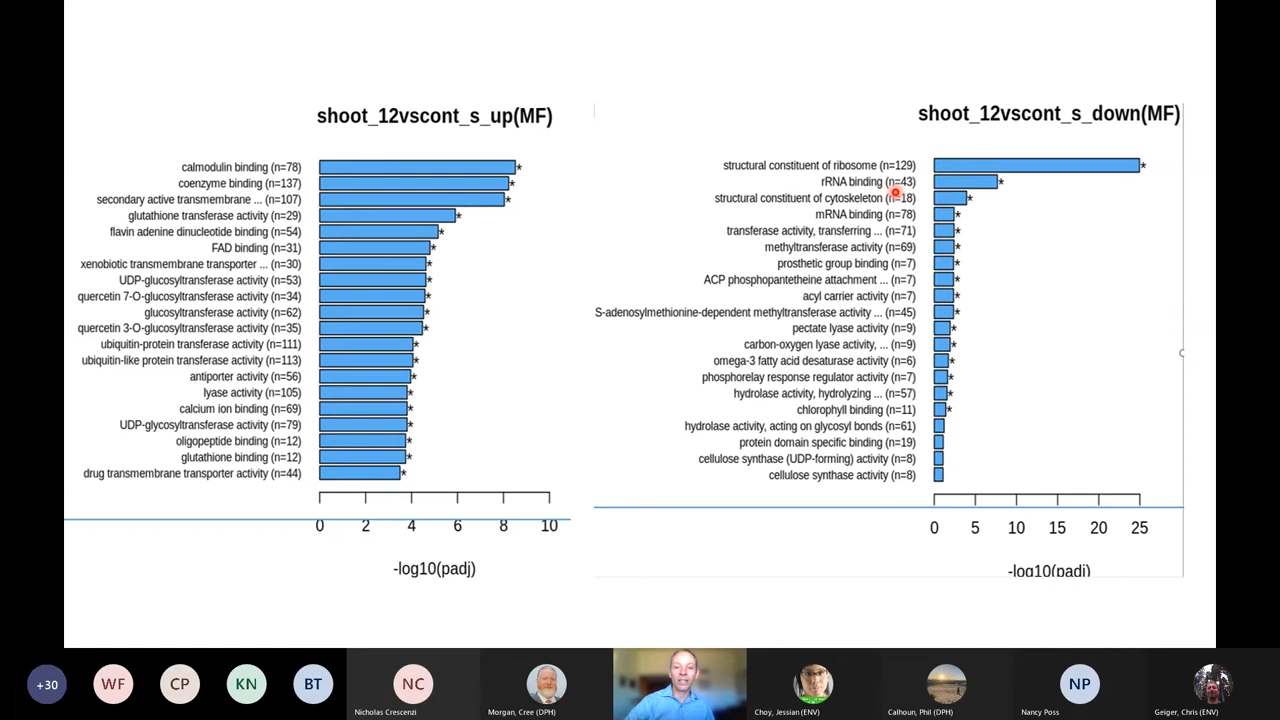 shoot_12vscont_s_up(MF)
calmodulin binding (n=78)
coenzyme binding (n=137)
secondary active transmembrane ... (n=107)
glutathione transferase activity (n=29)
flavin adenine dinucleotide binding (n=54)
FAD binding (n=31)
xenobiotic transmembrane transporter ... (n=30)
UDP-glucosyltransferase activity (n=53)
quercetin 7-O-glucosyltransferase activity (n=34)
glucosyltransferase activity (n=62)
quercetin 3-O-glucosyltransferase activity (n=35)
ubiquitin-protein transferase activity (n=111)
ubiquitin-like protein transferase activity (n=113)
antiporter activity (n=56)
lyase activity (n=105)
calcium ion binding (n=69)
UDP-glycosyltransferase activity (n=79)
oligopeptide binding (n=12)
glutathione binding (n=12)
drug transmembrane transporter activity (n=44)
0 2 4 6 8 10
-log10(padj)
shoot_12vscont_s_down(MF)
structural constituent of ribosome (n=129)
rRNA binding (n=43)
structural constituent of cytoskeleton (n=18)
mRNA binding (n=78)
transferase activity, transferring ... (n=71)
methyltransferase activity (n=69)
prosthetic group binding (n=7)
ACP phosphopantetheine attachment ... (n=7)
acyl carrier activity (n=7)
S-adenosylmethionine-dependent methyltransferase activity ... (n=45)
pectate lyase activity (n=9)
carbon-oxygen lyase activity, ... (n=9)
omega-3 fatty acid desaturase activity (n=6)
phosphorelay response regulator activity (n=7)
hydrolase activity, hydrolyzing ... (n=57)
chlorophyll binding (n=11)
hydrolase activity, acting on glycosyl bonds (n=61)
protein domain specific binding (n=19)
cellulose synthase (UDP-forming) activity (n=8)
cellulose synthase activity (n=8)
0 5 10 15 20 25
-log10(padj)
+30 WF CP KN BT NC NP
Nicholas Crescenzi
Morgan, Cree (DPH)
Choy, Jessian (ENV)
Calhoun, Phil (DPH)
Nancy Poss
Geiger, Chris (ENV)